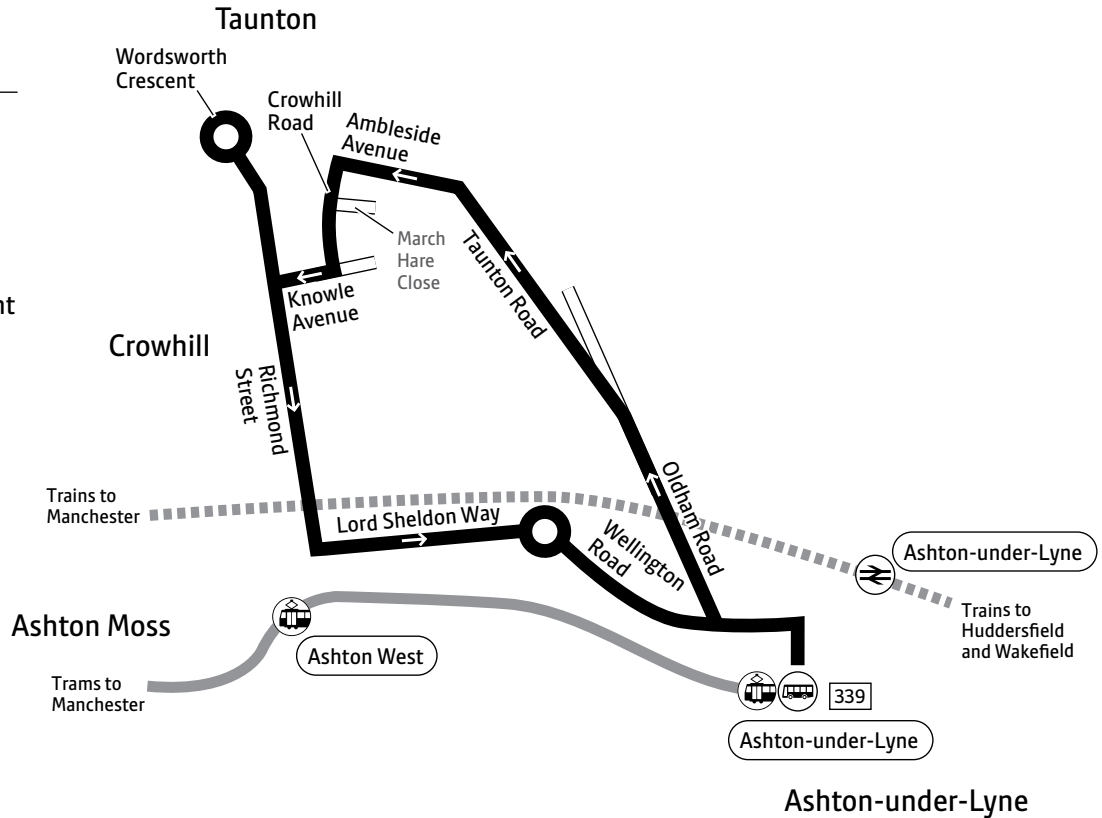 Taunton
Wordsworth
Crescent
Crowhill
Road
Ambleside
Avenue
March
Hare
Close
Taunton Road
Knowle
Avenue
nt
Crowhill
Richmond
Street
Oldham Road
Trains to
Manchester
Lord Sheldon Way
Wellington
Road
Ashton-under-Lyne
Trains to
Huddersfield
and Wakefield
Ashton Moss
Ashton West
Trams to
Manchester
339
Ashton-under-Lyne
Ashton-under-Lyne